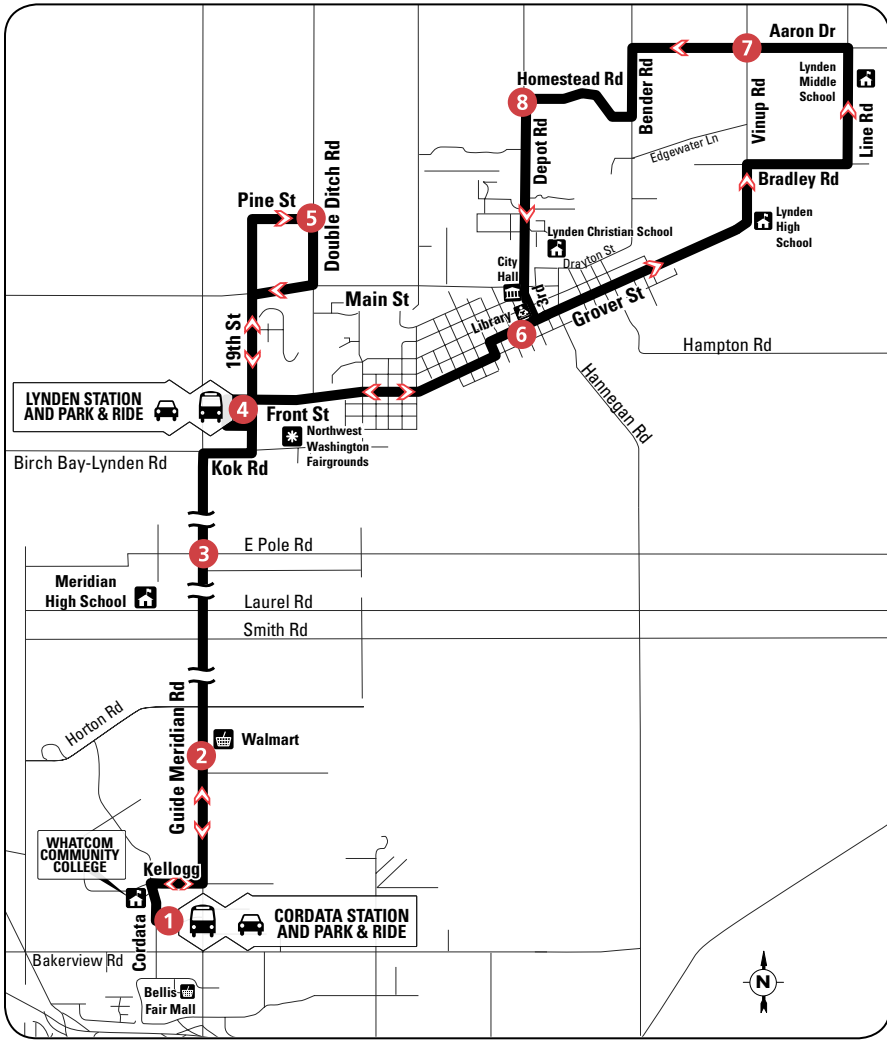 Aaron Dr
7
Homestead Rd
8
Lynden
Middle
School
Bender Rd
Vinup Rd
Line Rd
Depot Rd
Edgewater Ln
Bradley Rd
Pine St
5
Double Ditch Rd
Lynden Christian School
Lynden
High
School
City
Hall
Drayton St
3rd
Main St
Library
6
Grover St
19th St
Hampton Rd
Hannegan Rd
LYNDEN STATION
AND PARK & RIDE
4
Front St
Northwest
Washington
Fairgrounds
Birch Bay-Lynden Rd
Kok Rd
3
E Pole Rd
Meridian
High School
Laurel Rd
Smith Rd
Guide Meridian Rd
Horton Rd
2
Walmart
WHATCOM
COMMUNITY
COLLEGE
Kellogg
1
CORDATA STATION
AND PARK & RIDE
Cordata
Bakerview Rd
Bellis
Fair Mall
N